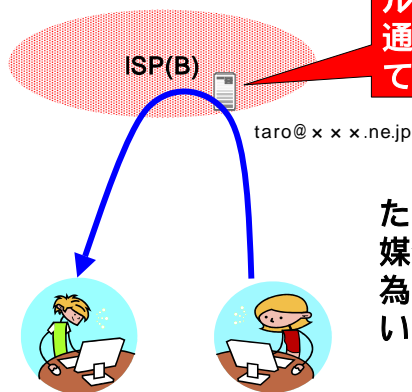 ル
通
て
ISP(B)
taro@×××.ne.jp
た
媒
為
い